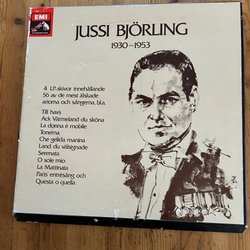 EMI
JUSSI BJÖRLING
1930–1953
4 LP-skivor innehållande
56 av de mest älskade
ariorna och sångerna, bl.a.
Till havs
Ack Värmeland du sköna
La donna è mobile
Tonerna
Che gelida manina
Land, du välsignade
Serenata
O sole mio
La Mattinata
Paris' entrésång och
Questa o quella